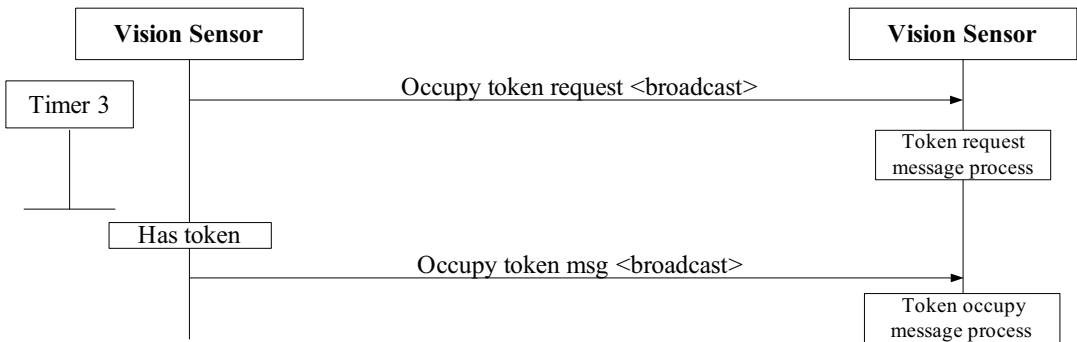 Vision Sensor
Vision Sensor
Timer 3
Occupy token request <broadcast>
Token request
message process
Has token
Occupy token msg <broadcast>
Token occupy
message process